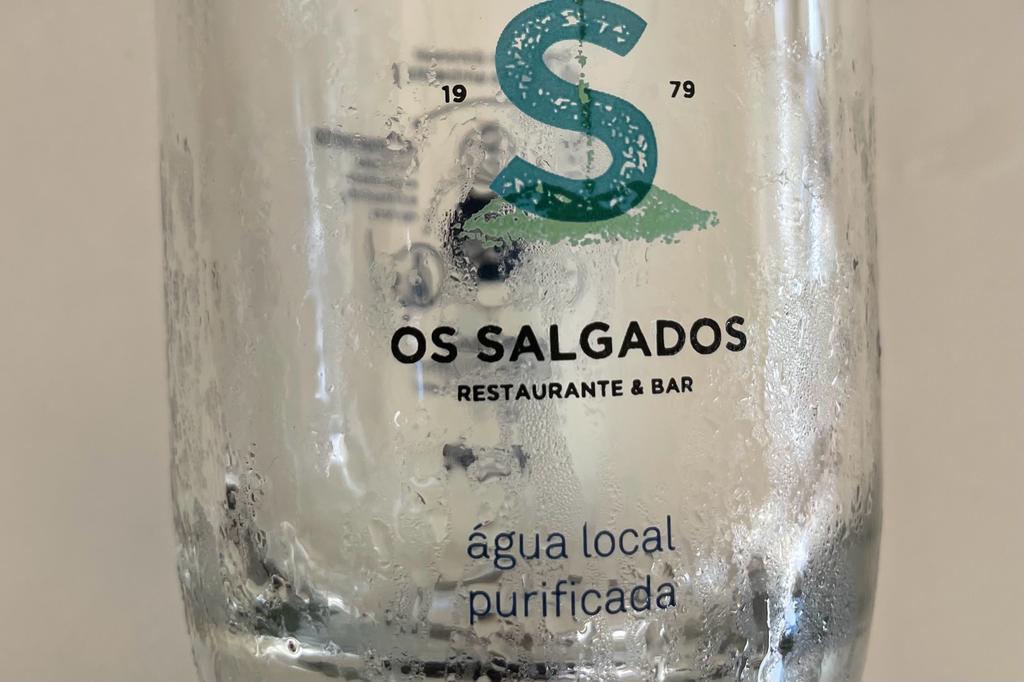 S
19 79
OS SALGADOS
RESTAURANTE & BAR
água local
purificada